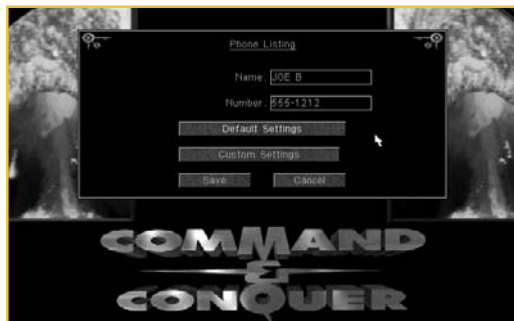 Phone Listing
Name: JOE B
Number: 555-1212
Default Settings
Custom Settings
Save Cancel
COMMAND
&
CONQUER